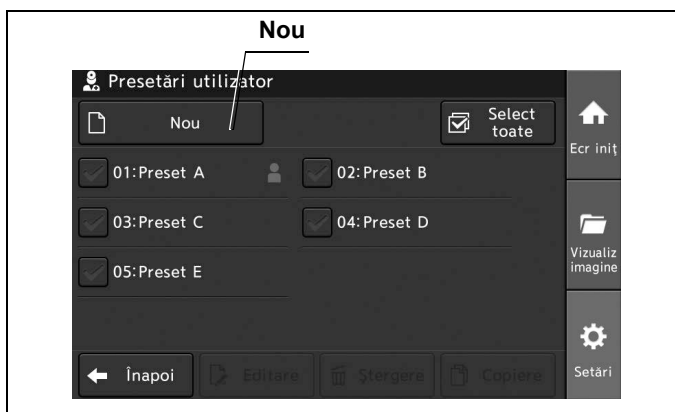 Nou
Presetări utilizator
Nou
Select
toate
Ecr iniț
01:Preset A
02:Preset B
03:Preset C
04:Preset D
Vizualiz
imagine
05:Preset E
Înapoi
Editare
Ștergere
Copiere
Setări